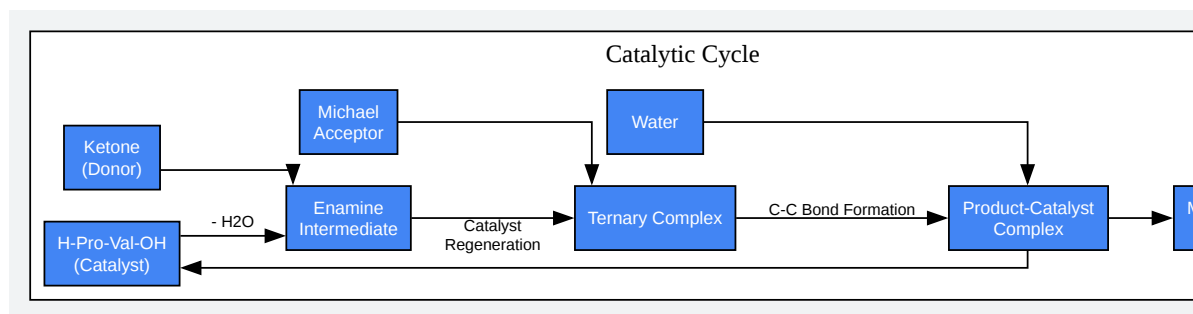 Catalytic Cycle
Michael
Acceptor
Water
Ketone
(Donor)
- H2O
Enamine
Intermediate
Catalyst
Regeneration
Ternary Complex
C-C Bond Formation
Product-Catalyst
Complex
H-Pro-Val-OH
(Catalyst)